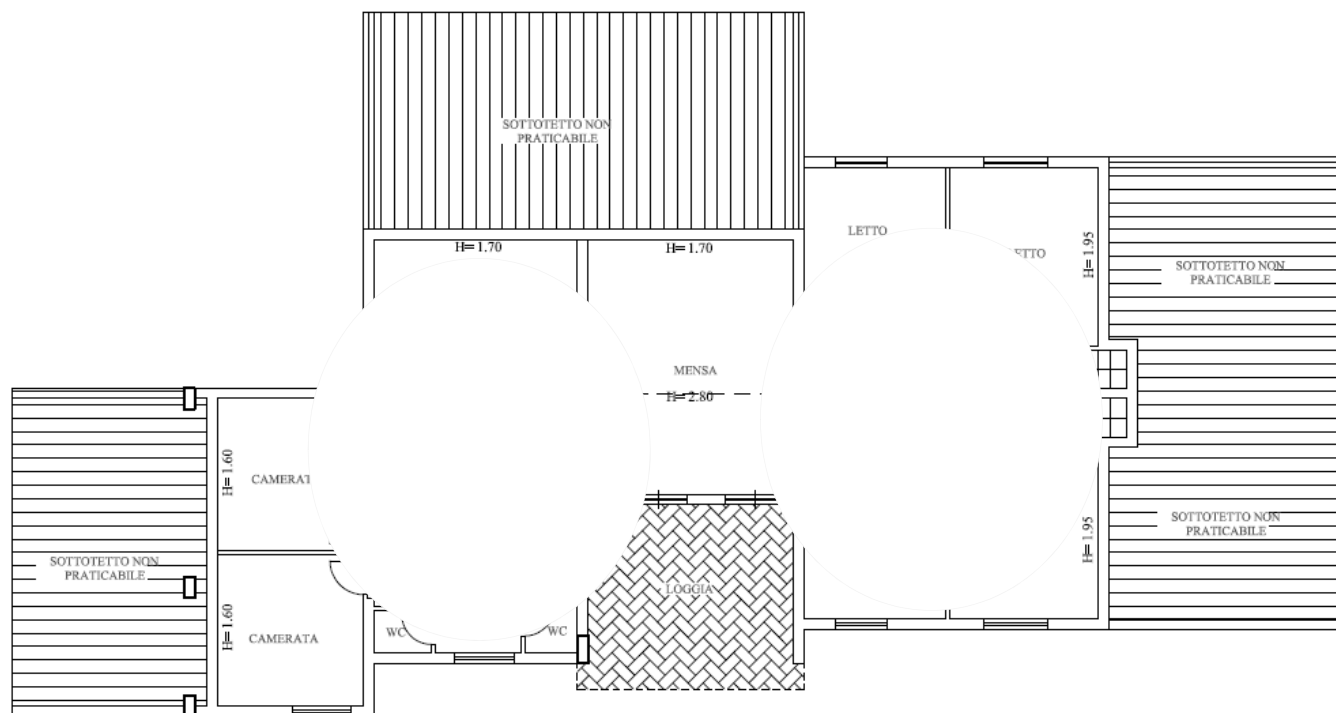 SOTTOTETTO NON
PRATICABILE
H= 1.70
H= 1.70
LETTO
H= 1.95
SOTTOTETTO NON
PRATICABILE
MENSA
H= 2.80
H= 1.60
SOTTOTETTO NON
PRATICABILE
H= 1.95
SOTTOTETTO NON
PRATICABILE
LOGGIA
H= 1.60
CAMERATA
WC
WC